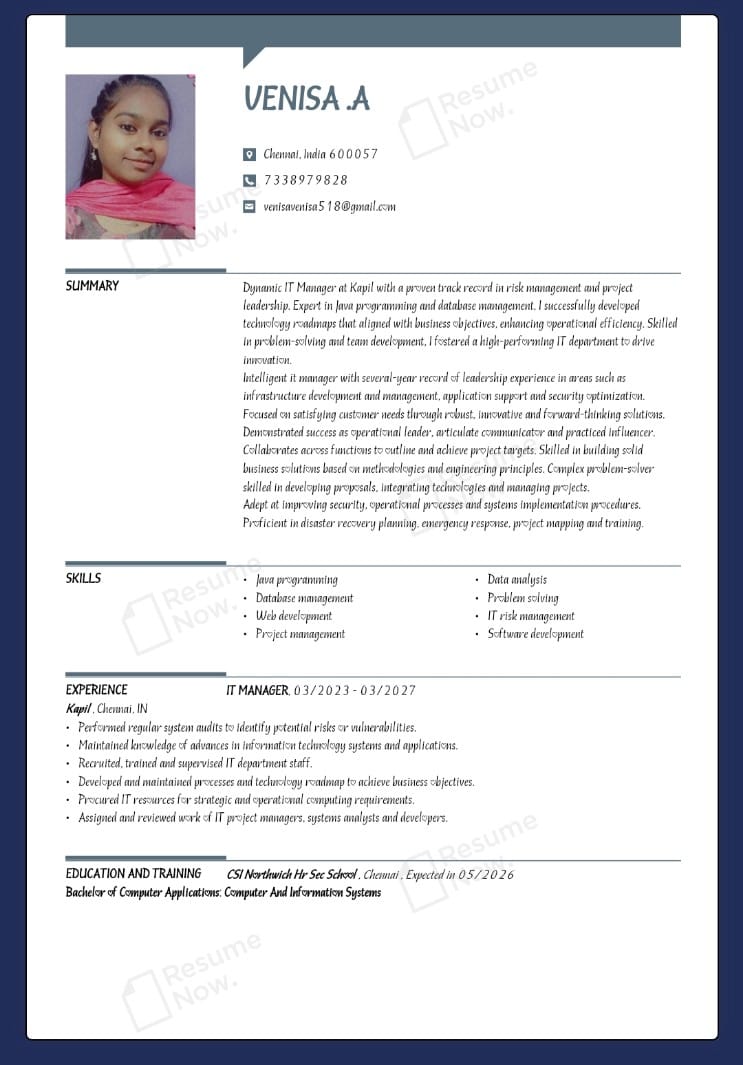 VENISA .A
Chennai, India 600057
7338979828
venisavenisa518@gmail.com
SUMMARY
Dynamic IT Manager at Kapil with a proven track record in risk management and project
leadership. Expert in Java programming and database management, I successfully developed
technology roadmaps that aligned with business objectives, enhancing operational efficiency. Skilled
in problem-solving and team development, I fostered a high-performing IT department to drive
innovation.
Intelligent it manager with several-year record of leadership experience in areas such as
infrastructure development and management, application support and security optimization.
Focused on satisfying customer needs through robust, innovative and forward-thinking solutions.
Demonstrated success as operational leader, articulate communicator and practiced influencer.
Collaborates across functions to outline and achieve project targets. Skilled in building solid
business solutions based on methodologies and engineering principles. Complex problem-solver
skilled in developing proposals, integrating technologies and managing projects.
Adept at improving security, operational processes and systems implementation procedures.
Proficient in disaster recovery planning, emergency response, project mapping and training.
SKILLS
• Java programming
• Database management
• Web development
• Project management
• Data analysis
• Problem solving
• IT risk management
• Software development
EXPERIENCE
IT MANAGER, 03/2023 - 03/2027
Kapil , Chennai, IN
• Performed regular system audits to identify potential risks or vulnerabilities.
• Maintained knowledge of advances in information technology systems and applications.
• Recruited, trained and supervised IT department staff.
• Developed and maintained processes and technology roadmap to achieve business objectives.
• Procured IT resources for strategic and operational computing requirements.
• Assigned and reviewed work of IT project managers, systems analysts and developers.
EDUCATION AND TRAINING
CSI Northwich Hr Sec School , Chennai , Expected in 05/2026
Bachelor of Computer Applications: Computer And Information Systems
Resume
Now.
Resume
Now.
Resume
Now.
Resume
Now.
Resume
Now.